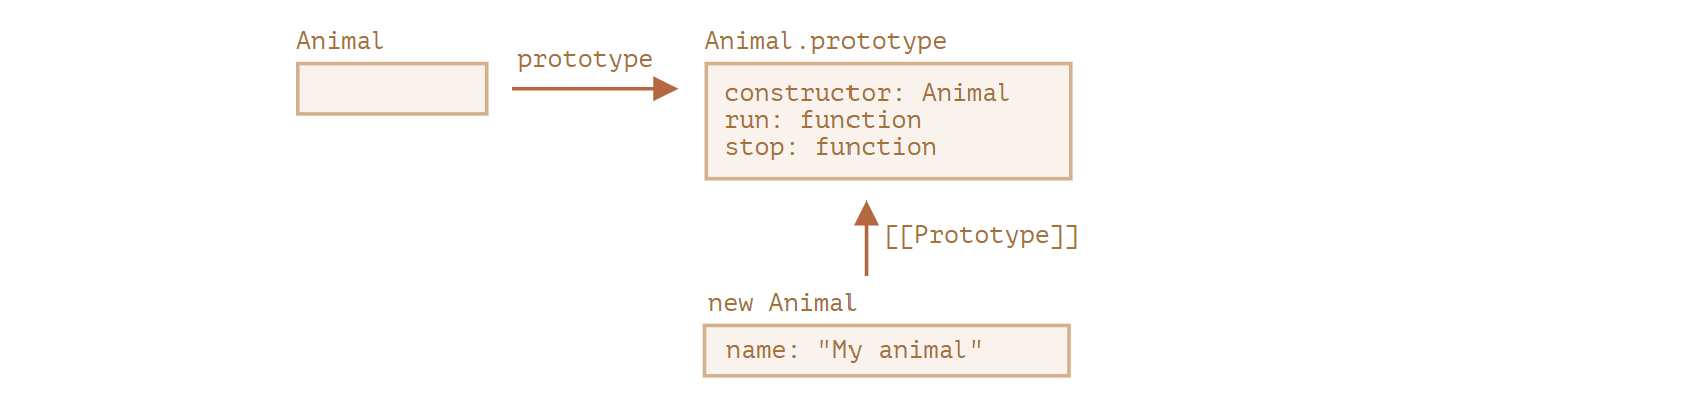 Animal
prototype
Animal.prototype
constructor: Animal
run: function
stop: function
[[Prototype]]
new Animal
name: "My animal"